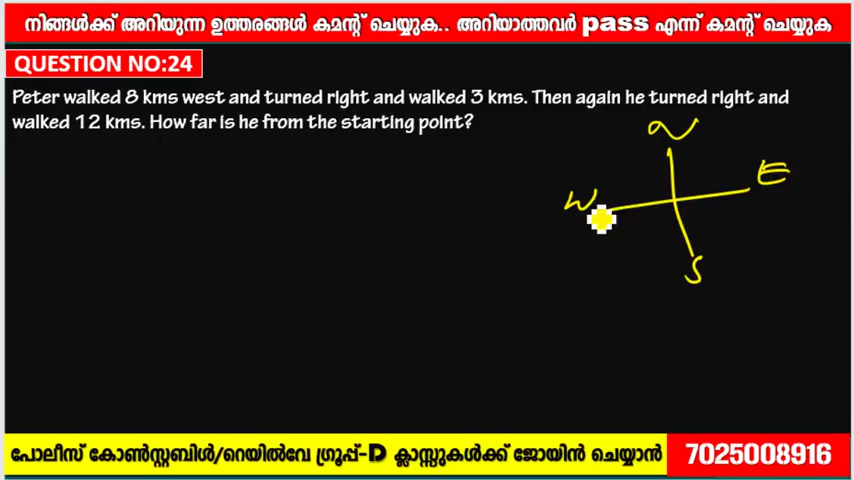 നിങ്ങൾക്ക് അറിയുന്ന ഉത്തരങ്ങൾ കമന്റ് ചെയ്യുക.. അറിയാത്തവർ pass എന്ന് കമന്റ് ചെയ്യുക
QUESTION NO:24
Peter walked 8 kms west and turned right and walked 3 kms. Then again he turned right and
walked 12 kms. How far is he from the starting point?
N
E
W
S
പോലീസ് കോൺസ്റ്റബിൾ/റെയിൽവേ ഗ്രൂപ്പ്-D ക്ലാസ്സുകൾക്ക് ജോയിൻ ചെയ്യാൻ 7025008916